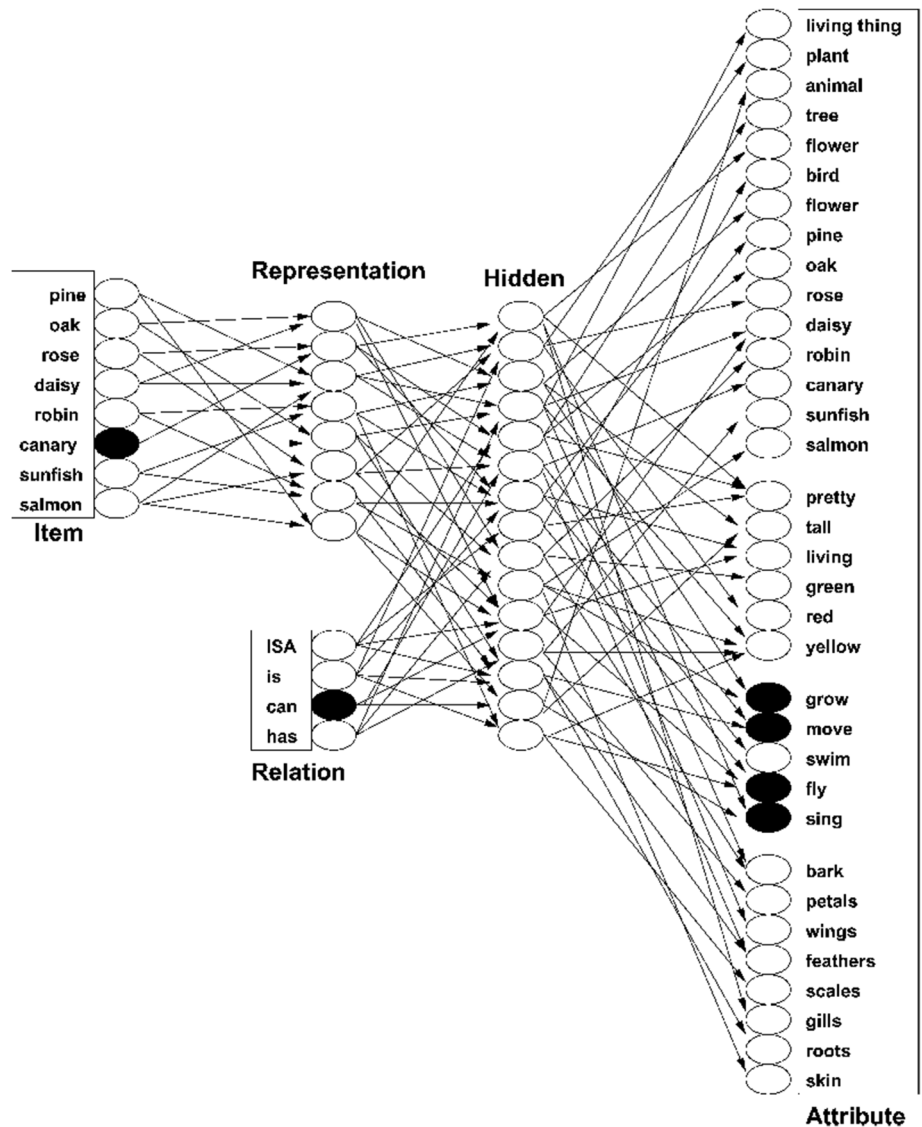 Representation
Hidden
pine
oak
rose
daisy
robin
canary
sunfish
salmon
Item
ISA
is
can
has
Relation
living thing
plant
animal
tree
flower
bird
flower
pine
oak
rose
daisy
robin
canary
sunfish
salmon
pretty
tall
living
green
red
yellow
grow
move
swim
fly
sing
bark
petals
wings
feathers
scales
gills
roots
skin
Attribute